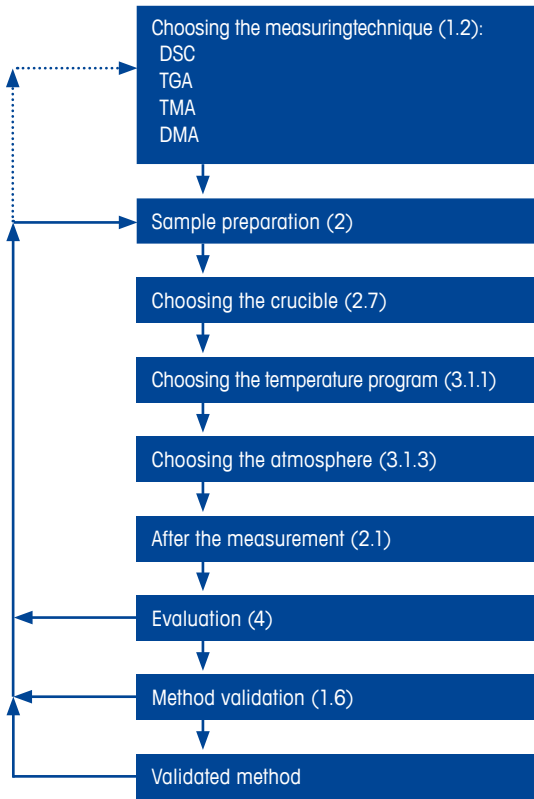 Choosing the measuringtechnique (1.2):
DSC
TGA
TMA
DMA
Sample preparation (2)
Choosing the crucible (2.7)
Choosing the temperature program (3.1.1)
Choosing the atmosphere (3.1.3)
After the measurement (2.1)
Evaluation (4)
Method validation (1.6)
Validated method